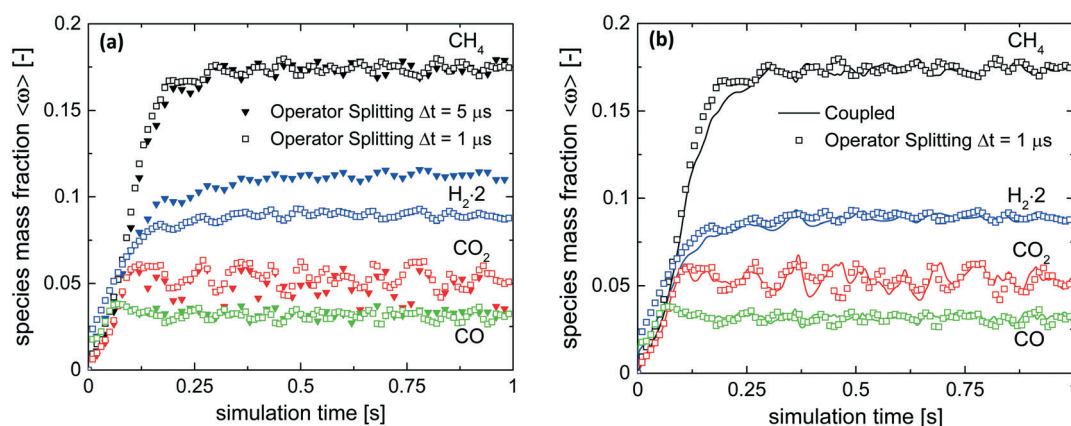 (a)
0.2
0.15
0.1
0.05
0
species mass fraction <ω> [-]
CH4
Operator Splitting Δt = 5 μs
Operator Splitting Δt = 1 μs
H2·2
CO2
CO
0 0.25 0.5 0.75 1
simulation time [s]
(b)
0.2
0.15
0.1
0.05
0
species mass fraction <ω> [-]
CH4
Coupled
Operator Splitting Δt = 1 μs
H2·2
CO2
CO
0 0.25 0.5 0.75 1
simulation time [s]